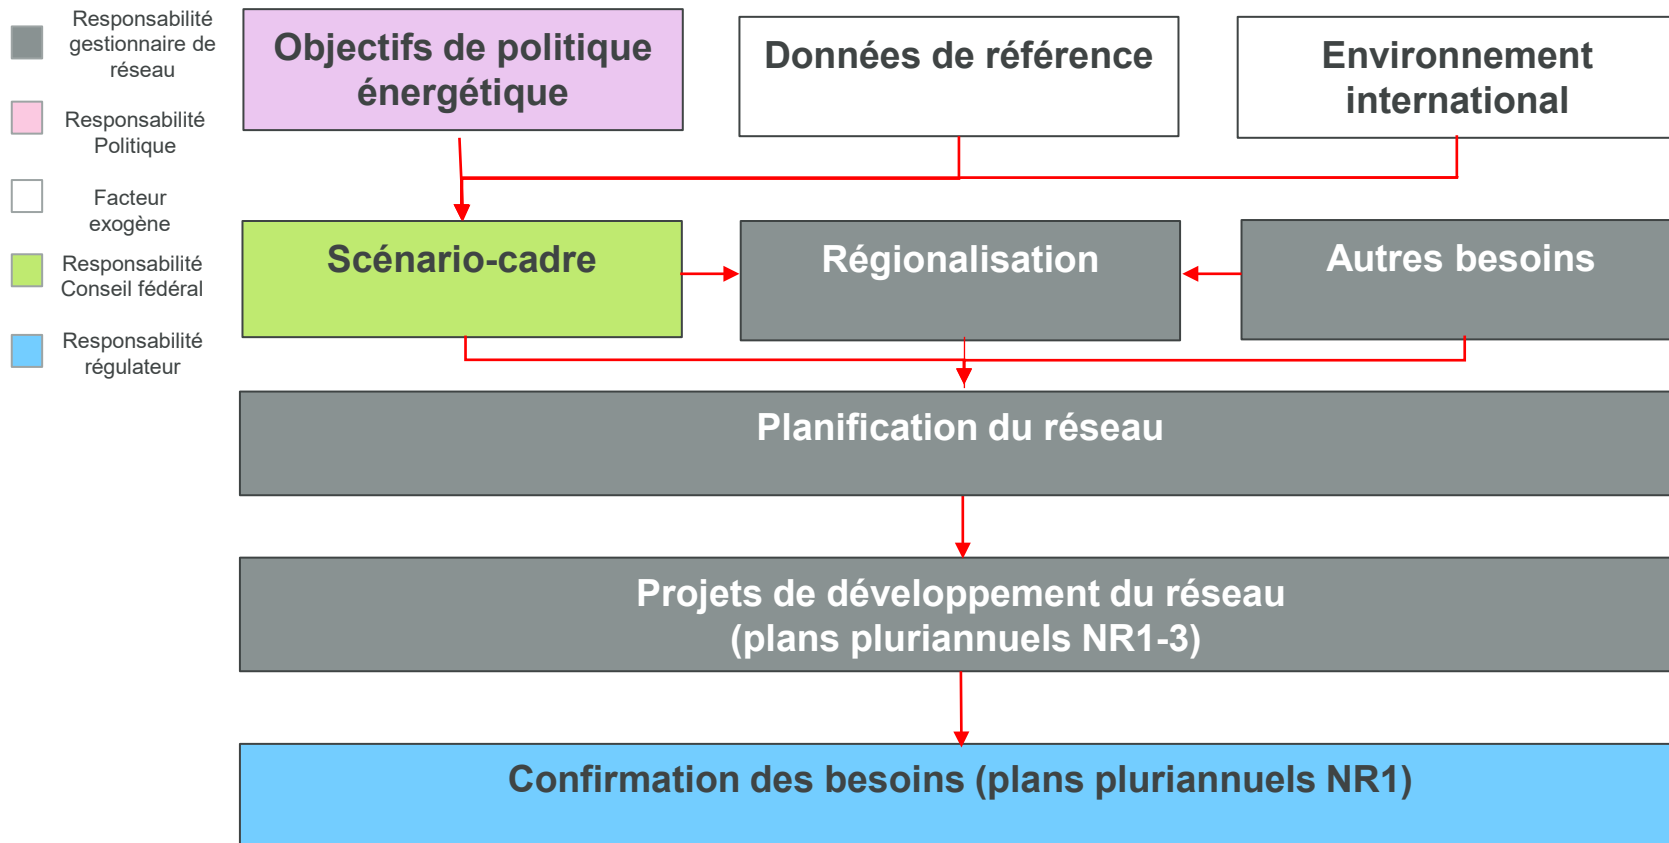 Responsabilité
gestionnaire de
réseau
Responsabilité
Politique
Facteur
exogène
Responsabilité
Conseil fédéral
Responsabilité
régulateur
Objectifs de politique
énergétique
Données de référence
Environnement
international
Scénario-cadre
Régionalisation
Autres besoins
Planification du réseau
Projets de développement du réseau
(plans pluriannuels NR1-3)
Confirmation des besoins (plans pluriannuels NR1)